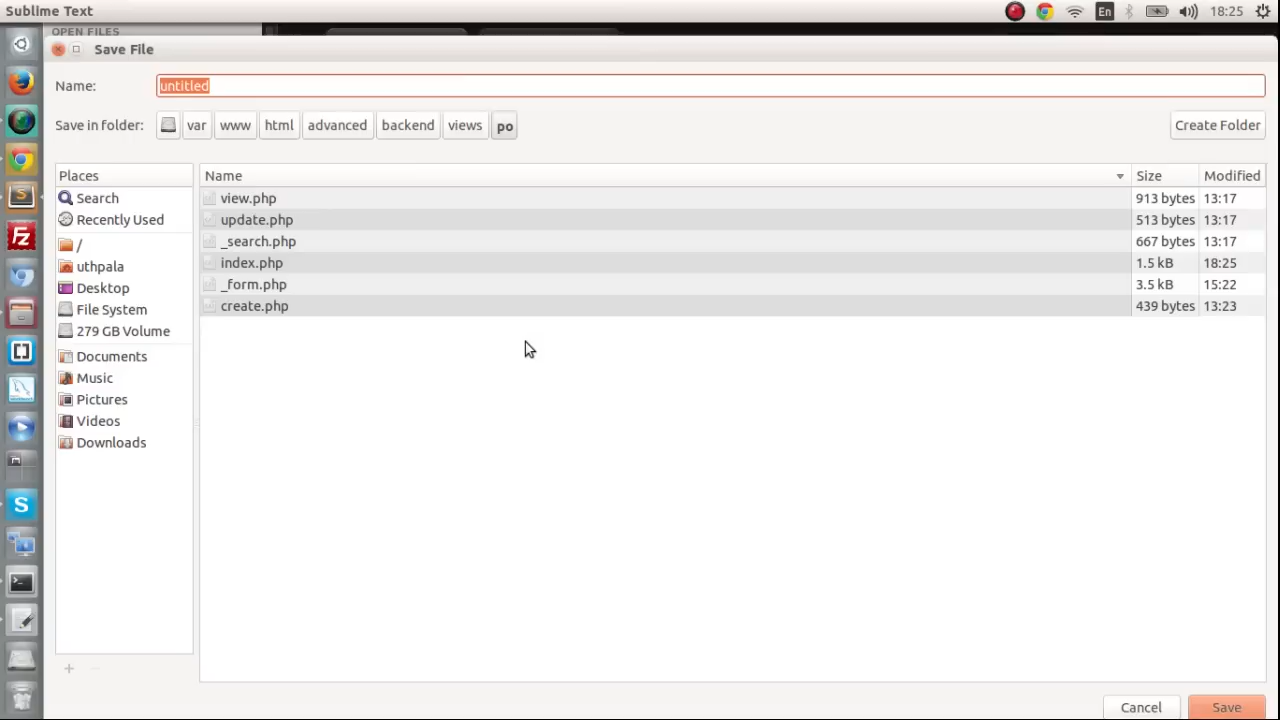 Sublime Text En 18:25
OPEN FILES
Save File
Name: untitled
Save in folder: var www html advanced backend views po Create Folder
Places Name Size Modified
Search view.php 913 bytes 13:17
Recently Used update.php 513 bytes 13:17
/ _search.php 667 bytes 13:17
uthpala index.php 1.5 kB 18:25
Desktop _form.php 3.5 kB 15:22
File System create.php 439 bytes 13:23
279 GB Volume
Documents
Music
Pictures
Videos
Downloads
Cancel Save